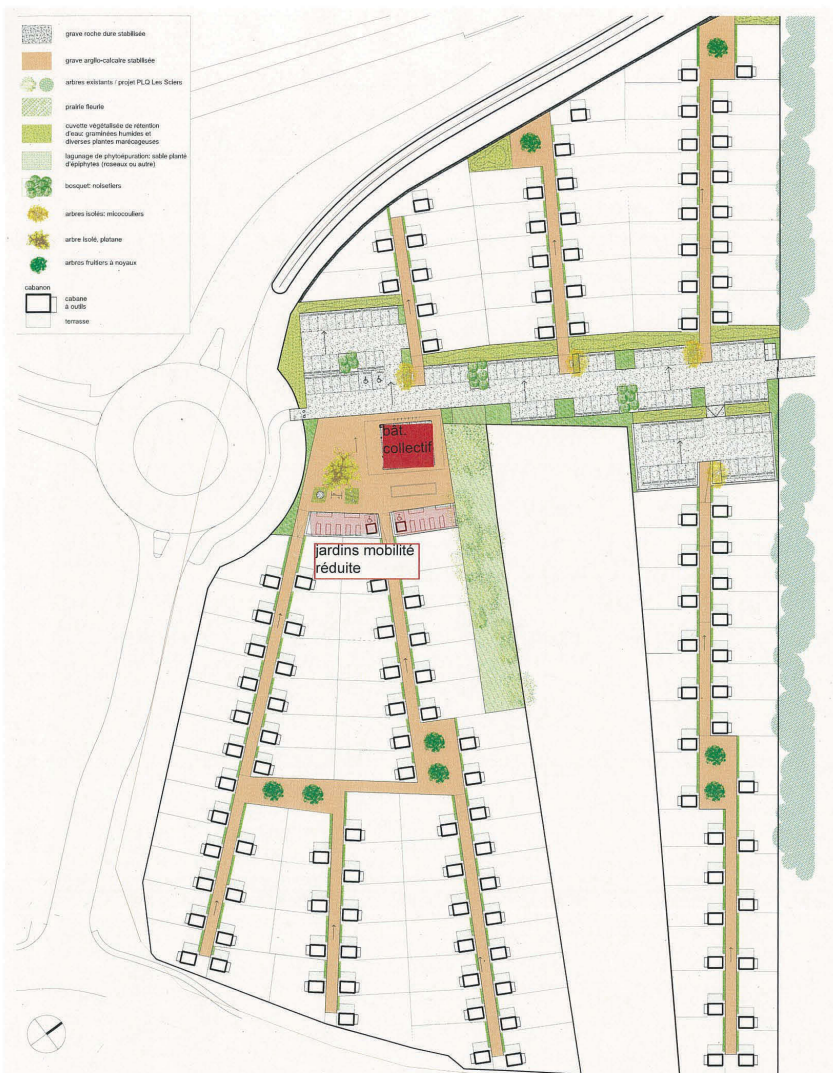 grave roche dure stabilisée
grave argilo-calcaire stabilisée
arbres existants / projet PLQ Les Sciers
prairie fleurie
cuvette végétalisée de rétention
d'eau: graminées humides et
diverses plantes marécageuses
lagunage de phytoépuration: sable planté
d'épiphytes (roseaux ou autre)
bosquet: noisetiers
arbres isolés: micocouliers
arbre isolé, platane
arbres fruitiers à noyaux
cabanon
cabane
à outils
terrasse
bât.
collectif
jardins mobilité
réduite